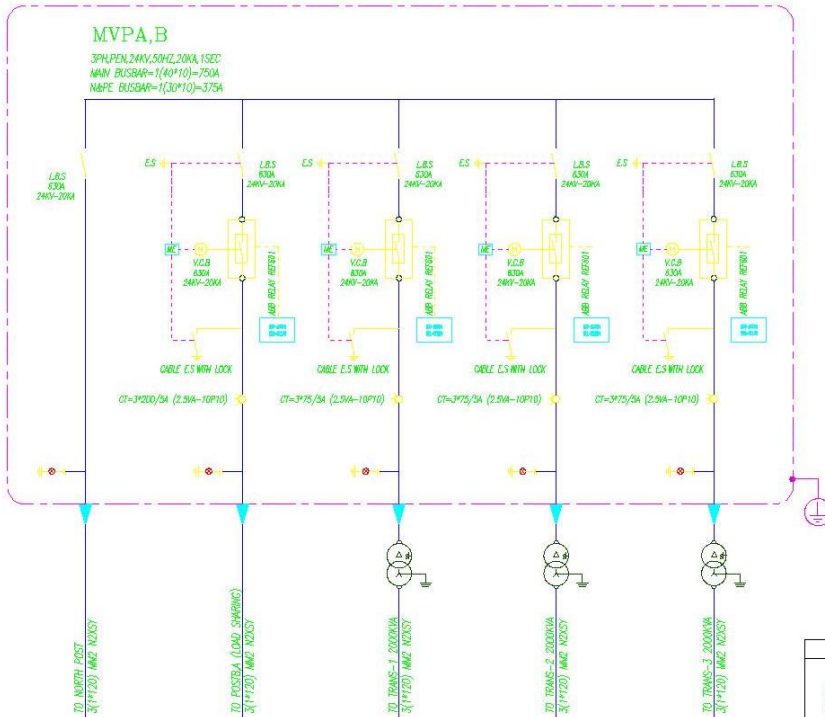 MVPA,B
3PH,PEN,24KV,50HZ,20KA,1SEC
MAIN BUSBAR=1(40*10)=750A
N&PE BUSBAR=1(30*10)=375A
L.B.S
630A
24KV-20KA
E.S
L.B.S
630A
24KV-20KA
E.S
L.B.S
630A
24KV-20KA
E.S
L.B.S
630A
24KV-20KA
E.S
L.B.S
630A
24KV-20KA
ME
M
V.C.B
630A
24KV-20KA
ABB RELAY REF601
ME
M
V.C.B
630A
24KV-20KA
ABB RELAY REF601
ME
M
V.C.B
630A
24KV-20KA
ABB RELAY REF601
ME
M
V.C.B
630A
24KV-20KA
ABB RELAY REF601
CABLE E.S WITH LOCK
CABLE E.S WITH LOCK
CABLE E.S WITH LOCK
CABLE E.S WITH LOCK
CT=3*200/5A (2.5VA-10P10)
CT=3*75/5A (2.5VA-10P10)
CT=3*75/5A (2.5VA-10P10)
CT=3*75/5A (2.5VA-10P10)
TO NORTH POST
3(1*120) MM2 N2XSY
TO POSTB,A (LOAD SHARING)
3(1*120) MM2 N2XSY
TO TRANS-1 2000KVA
3(1*120) MM2 N2XSY
TO TRANS-2 2000KVA
3(1*120) MM2 N2XSY
TO TRANS-3 2000KVA
3(1*120) MM2 N2XSY